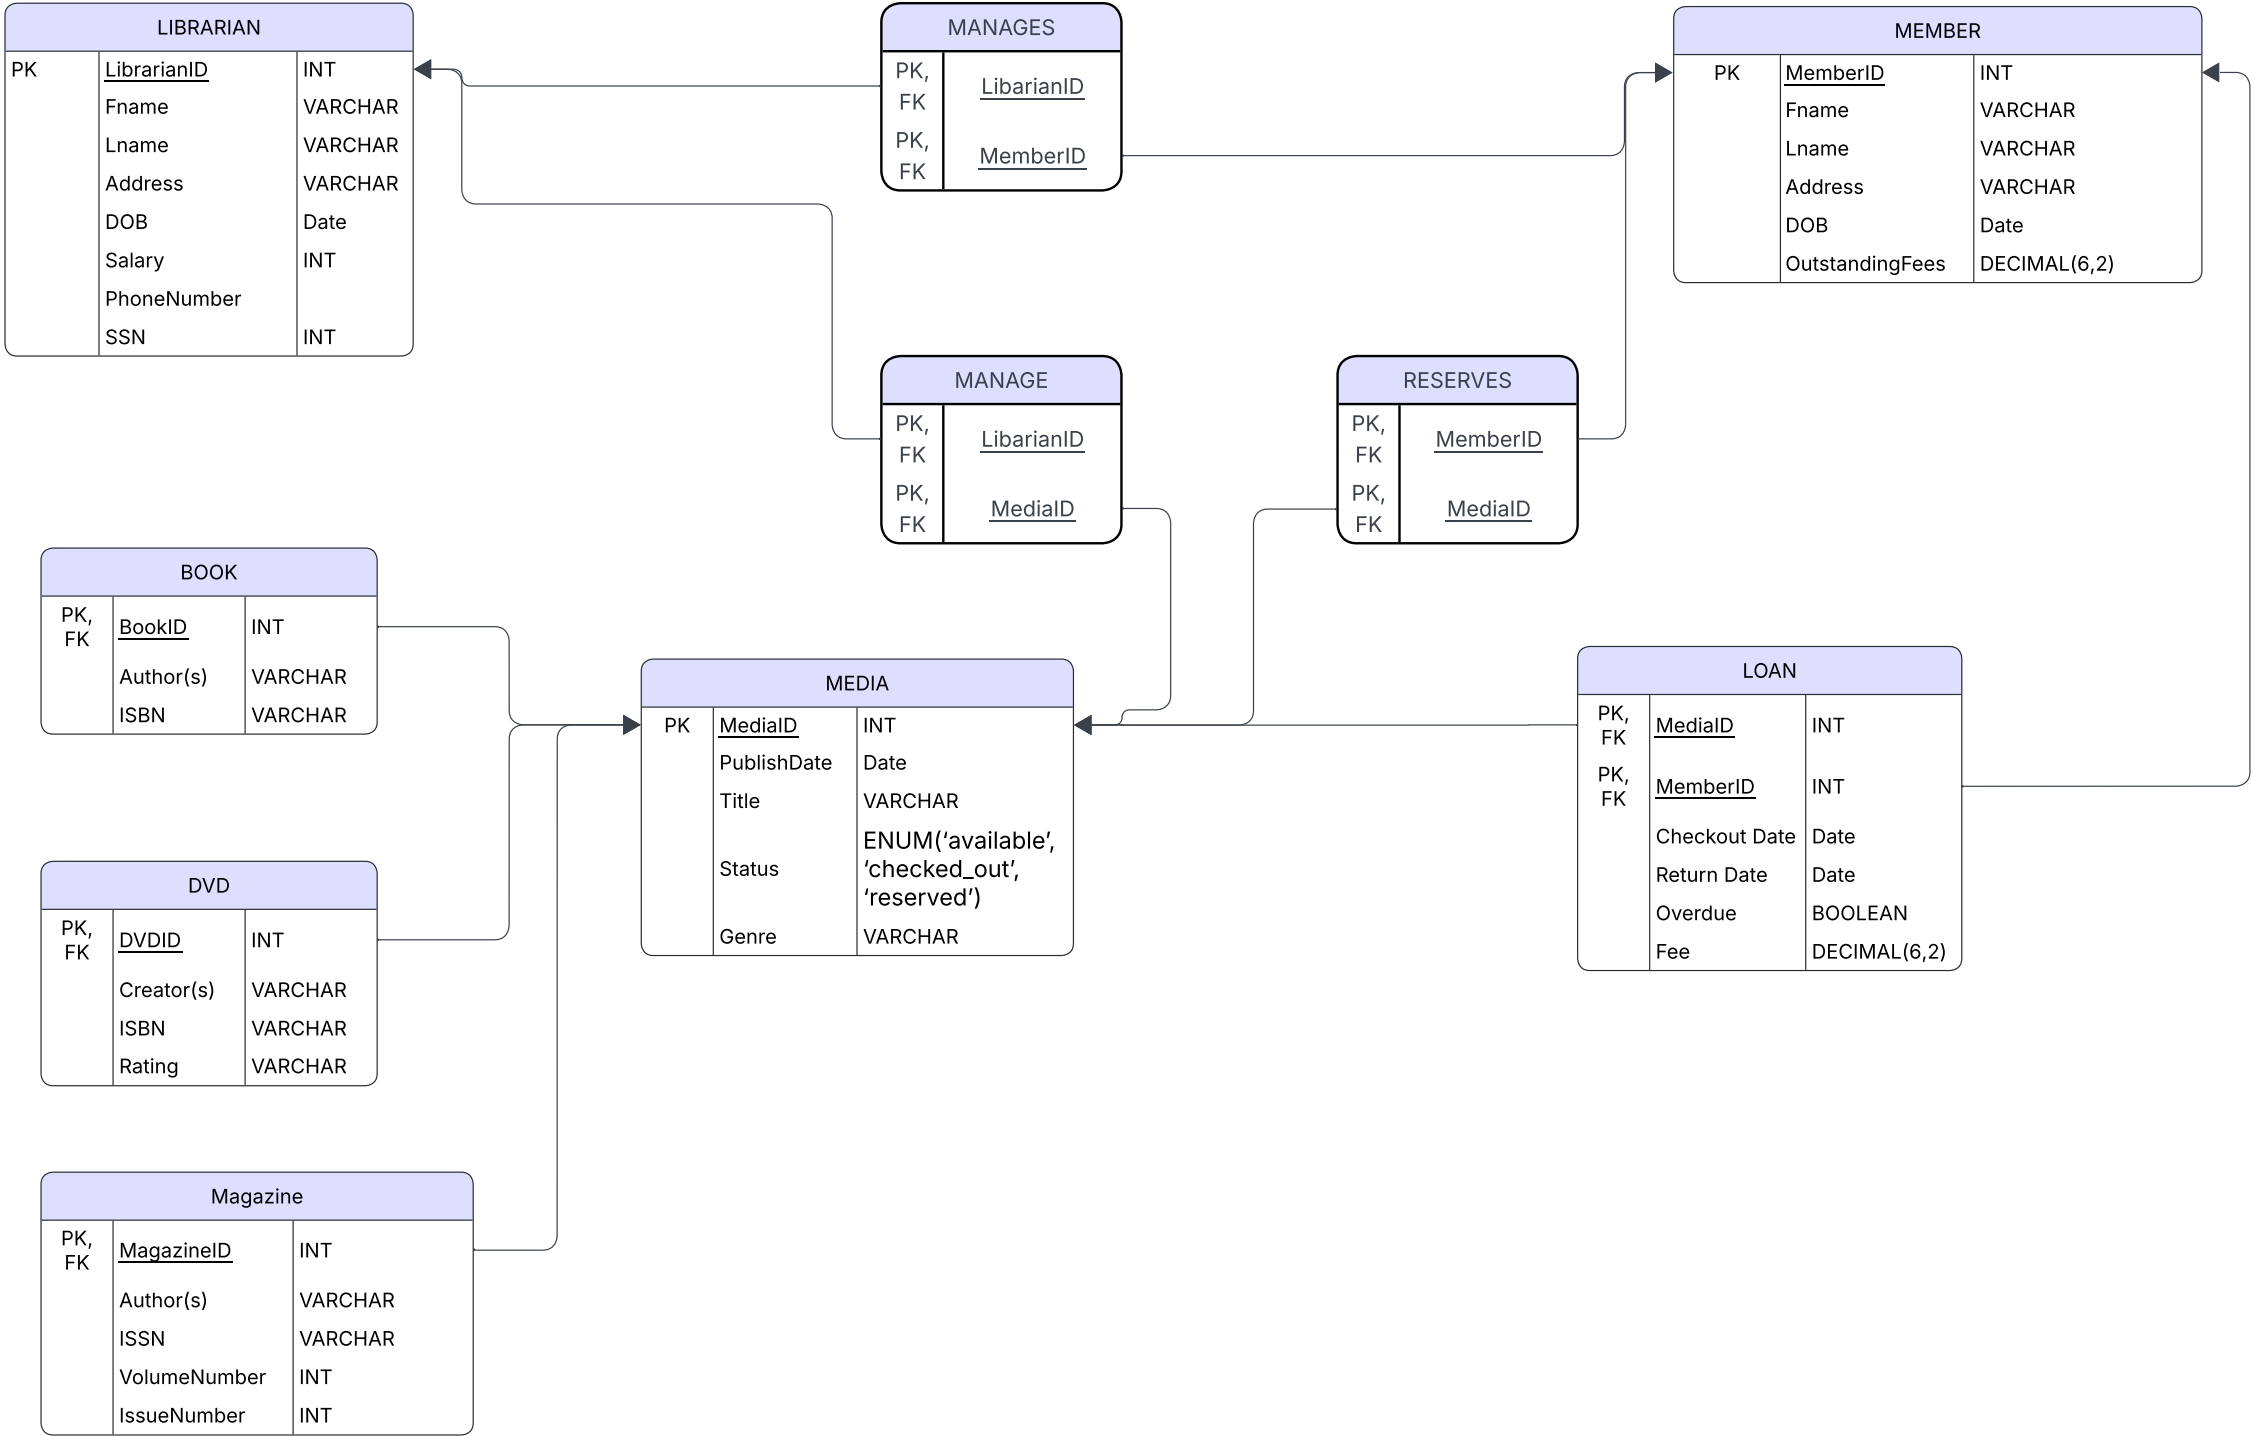 LIBRARIAN
PK LibrarianID INT
Fname VARCHAR
Lname VARCHAR
Address VARCHAR
DOB Date
Salary INT
PhoneNumber
SSN INT
MANAGES
PK,
FK LibarianID
PK,
FK MemberID
MEMBER
PK MemberID INT
Fname VARCHAR
Lname VARCHAR
Address VARCHAR
DOB Date
OutstandingFees DECIMAL(6,2)
MANAGE
PK,
FK LibarianID
PK,
FK MediaID
RESERVES
PK,
FK MemberID
PK,
FK MediaID
BOOK
PK,
FK BookID INT
Author(s) VARCHAR
ISBN VARCHAR
MEDIA
PK MediaID INT
PublishDate Date
Title VARCHAR
Status ENUM(‘available’,
‘checked_out’,
‘reserved’)
Genre VARCHAR
LOAN
PK,
FK MediaID INT
PK,
FK MemberID INT
Checkout Date Date
Return Date Date
Overdue BOOLEAN
Fee DECIMAL(6,2)
DVD
PK,
FK DVDID INT
Creator(s) VARCHAR
ISBN VARCHAR
Rating VARCHAR
Magazine
PK,
FK MagazineID INT
Author(s) VARCHAR
ISSN VARCHAR
VolumeNumber INT
IssueNumber INT